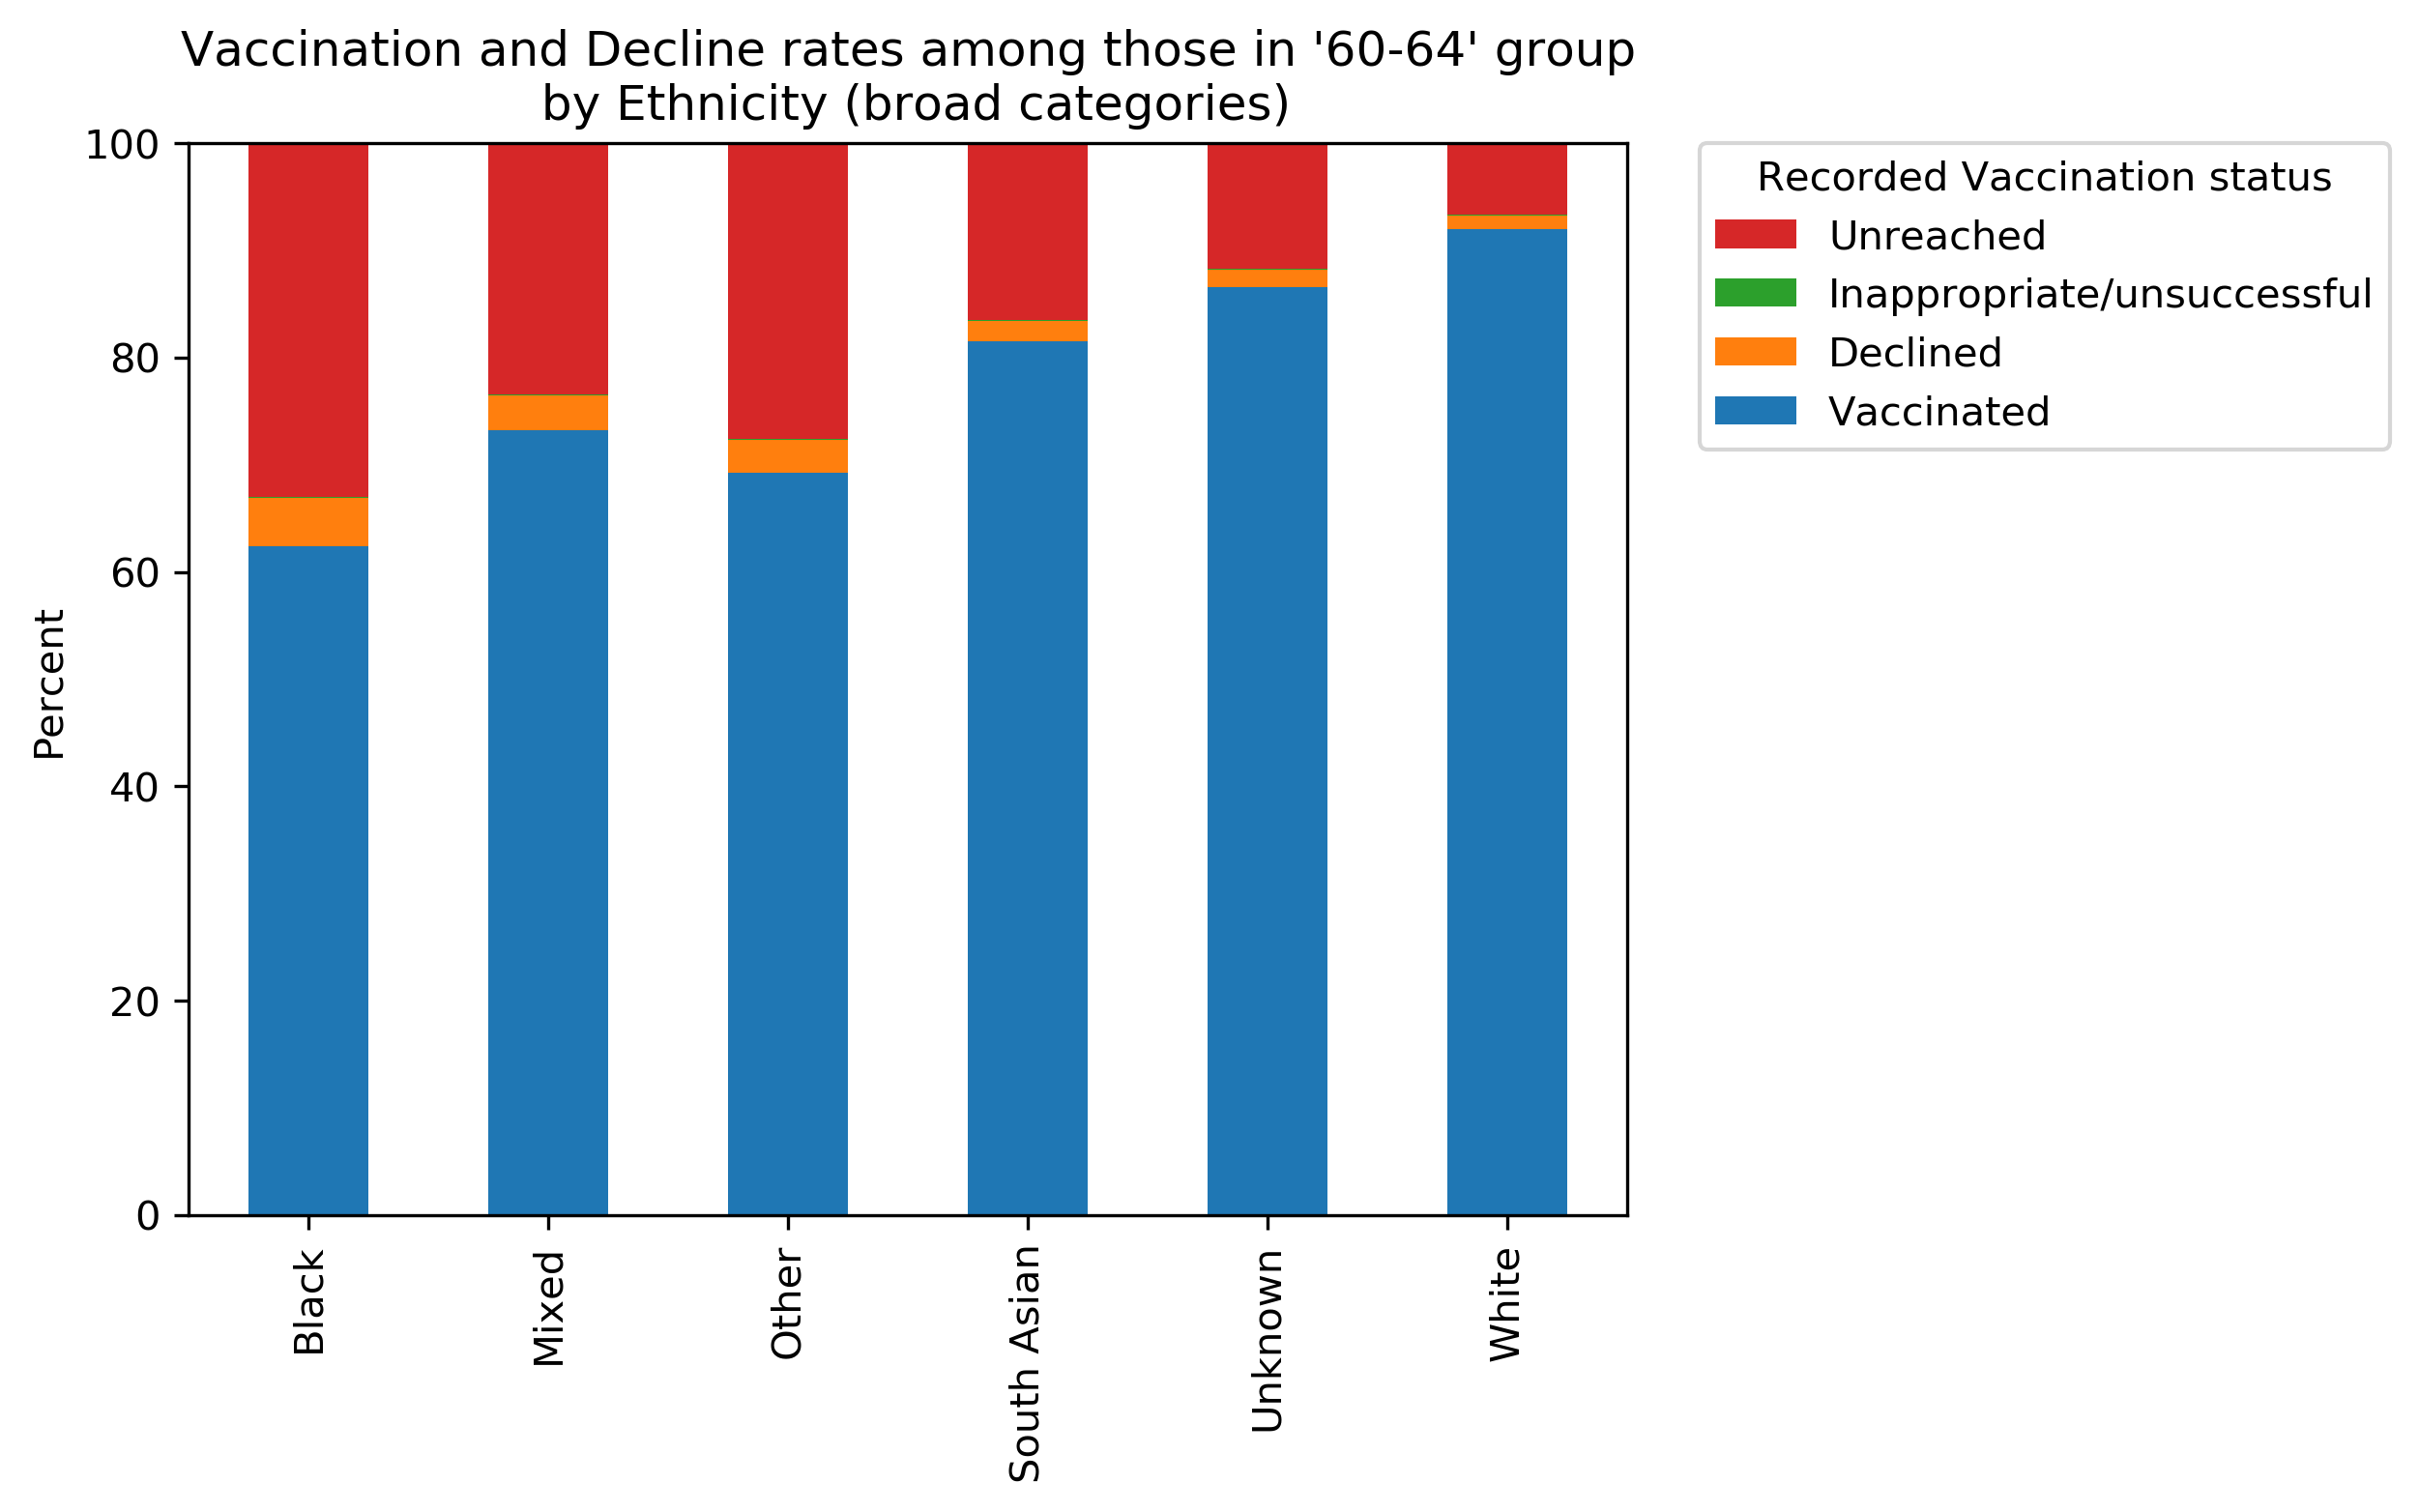 Vaccination and Decline rates among those in '60-64' group
by Ethnicity (broad categories)
100
80
60
40
20
0
Percent
Black
Mixed
Other
South Asian
Unknown
White
Recorded Vaccination status
Unreached
Inappropriate/unsuccessful
Declined
Vaccinated